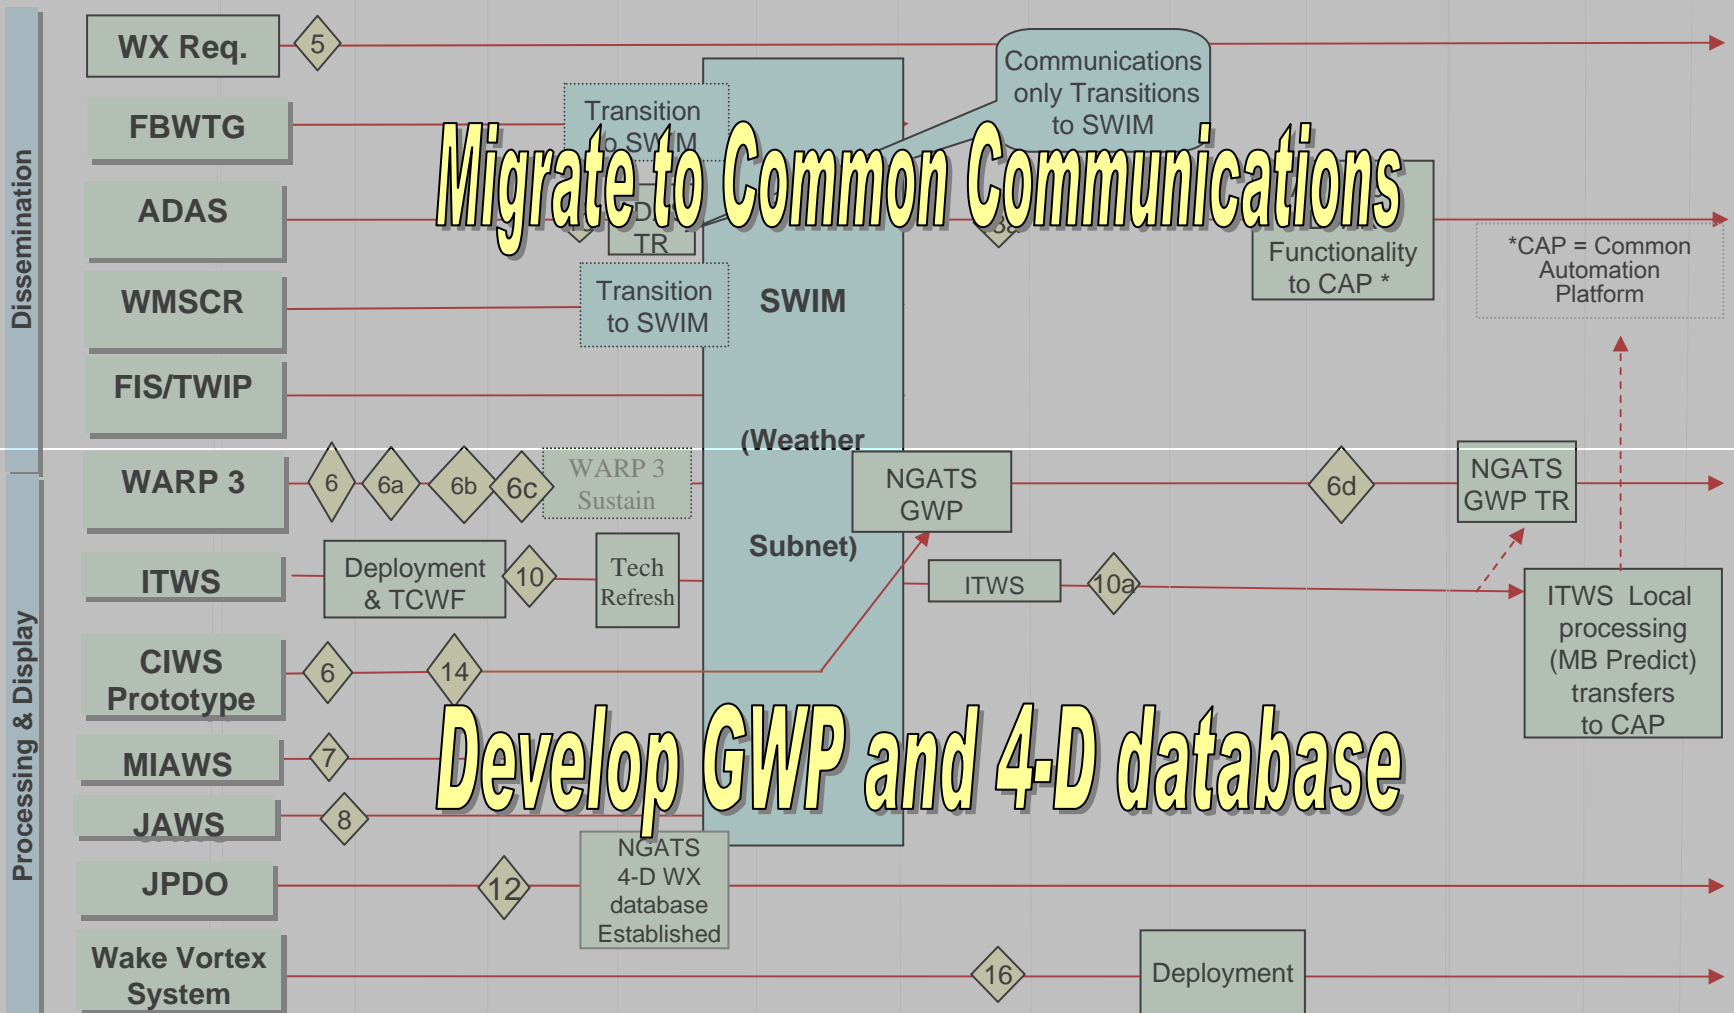 Dissemination
WX Req.
5
Communications
only Transitions
to SWIM
FBWTG
Transition
to SWIM
Migrate to Common Communications
ADAS
TR
Functionality
to CAP *
*CAP = Common
Automation
Platform
WMSCR
Transition
to SWIM
SWIM
(Weather
Subnet)
FIS/TWIP
Processing & Display
WARP 3
6
6a
6b
6c
WARP 3
Sustain
NGATS
GWP
6d
NGATS
GWP TR
ITWS
Deployment
& TCWF
10
Tech
Refresh
ITWS
10a
ITWS Local
processing
(MB Predict)
transfers
to CAP
CIWS
Prototype
6
14
Develop GWP and 4-D database
MIAWS
7
JAWS
8
JPDO
12
NGATS
4-D WX
database
Established
Wake Vortex
System
16
Deployment